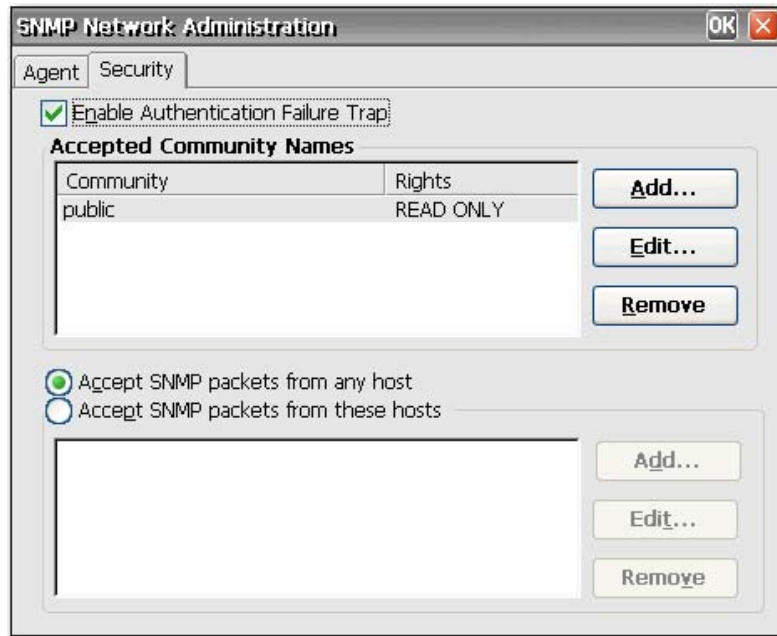 SNMP Network Administration OK
Agent Security
Enable Authentication Failure Trap
Accepted Community Names
Community Rights
public READ ONLY
Add...
Edit...
Remove
Accept SNMP packets from any host
Accept SNMP packets from these hosts
Add...
Edit...
Remove